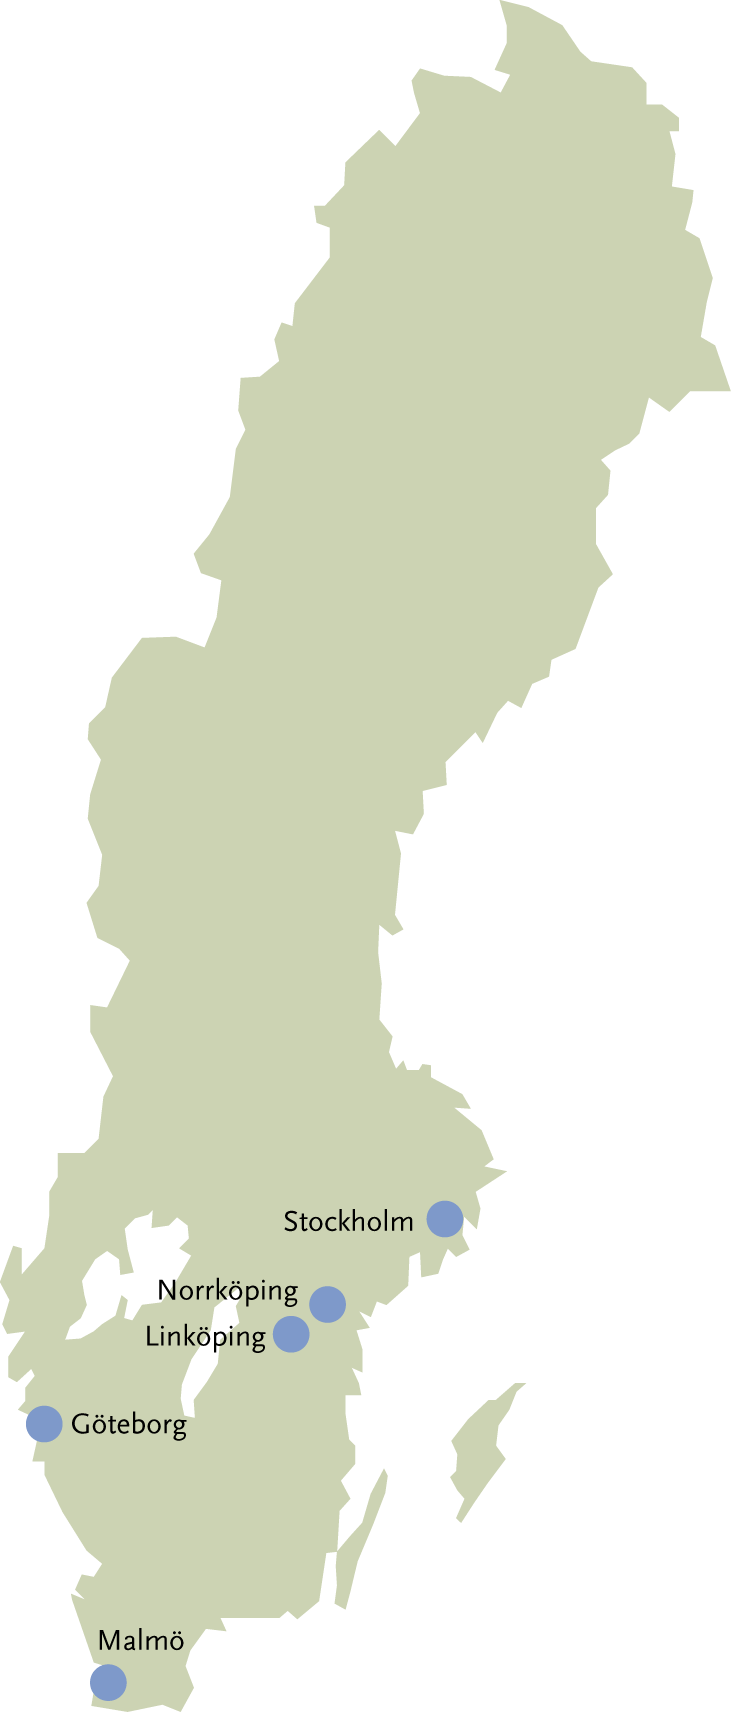 Stockholm
Norrköping
Linköping
Göteborg
Malmö